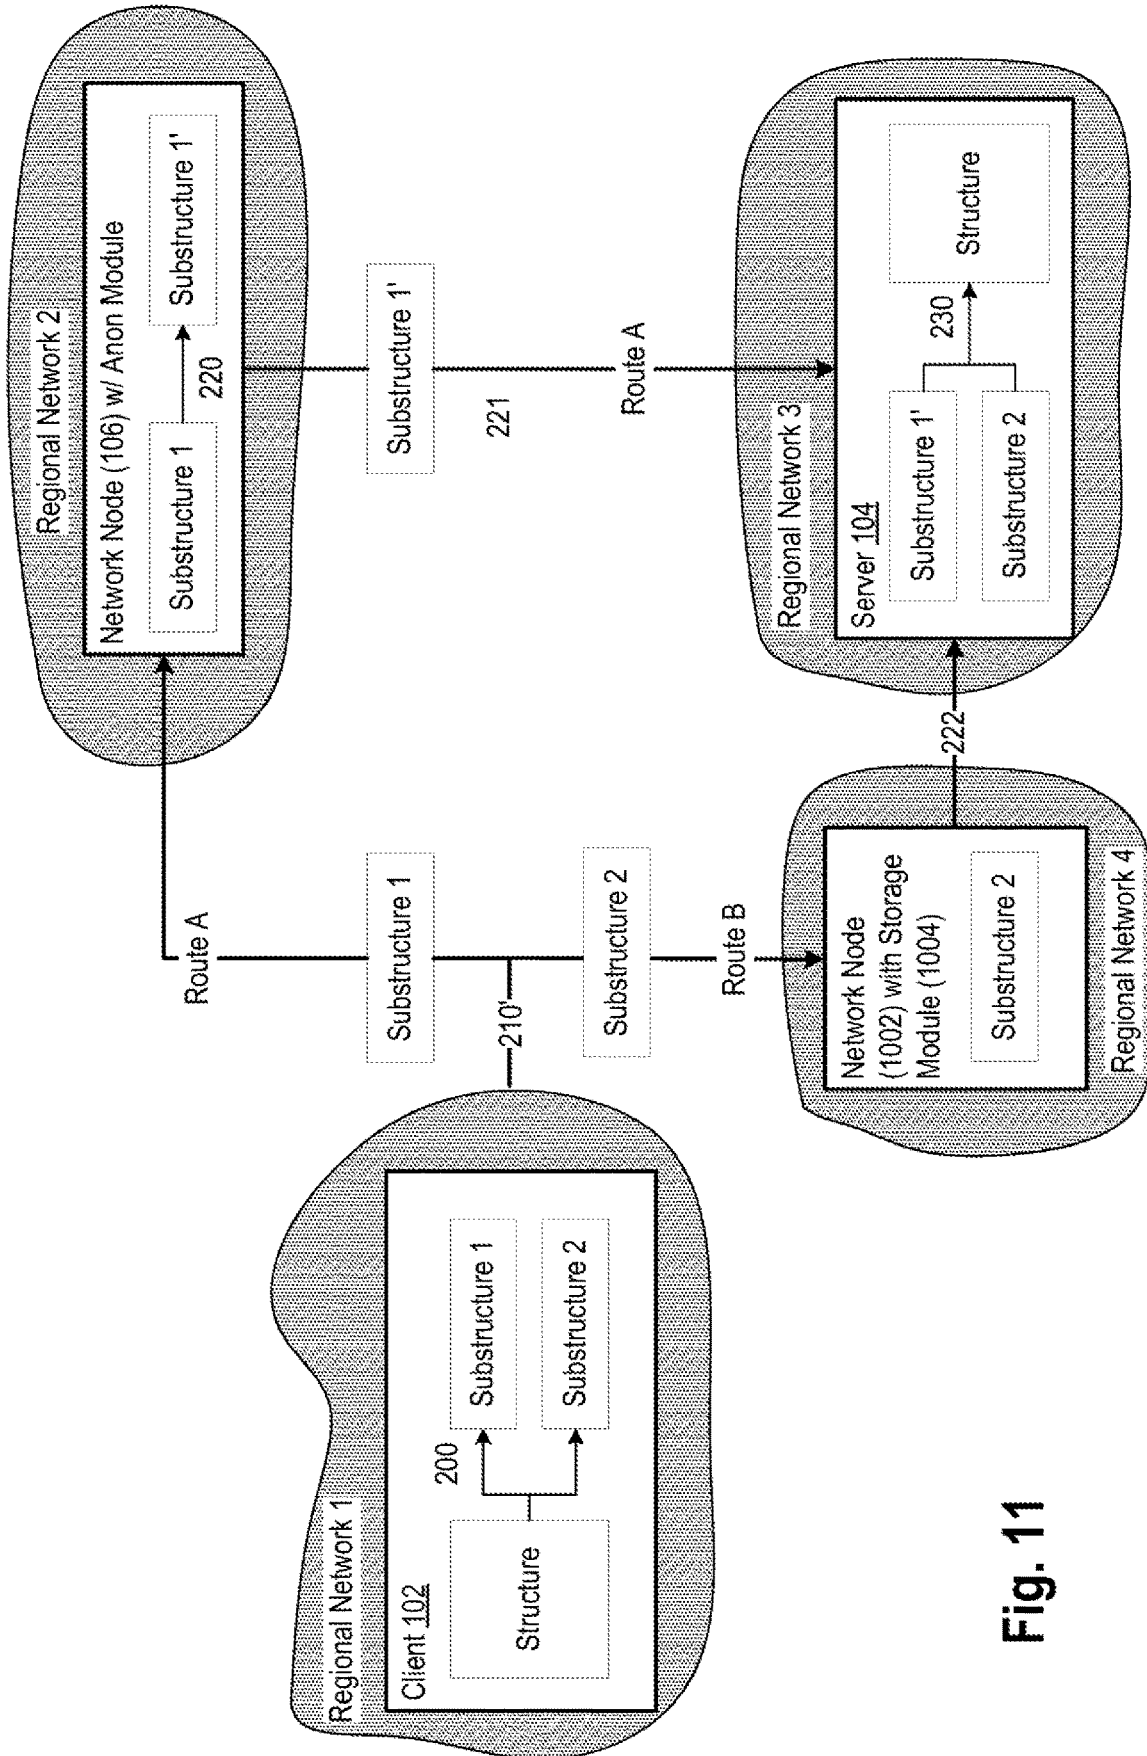 Regional Network 1
Client 102
Structure
200
Substructure 1
Substructure 2
210'
Substructure 1
Route A
Substructure 2
Route B
Regional Network 2
Network Node (106) w/ Anon Module
Substructure 1
220
Substructure 1'
Substructure 1'
221
Route A
Network Node
(1002) with Storage
Module (1004)
Substructure 2
Regional Network 4
222
Regional Network 3
Server 104
Substructure 1'
Substructure 2
230
Structure
Fig. 11